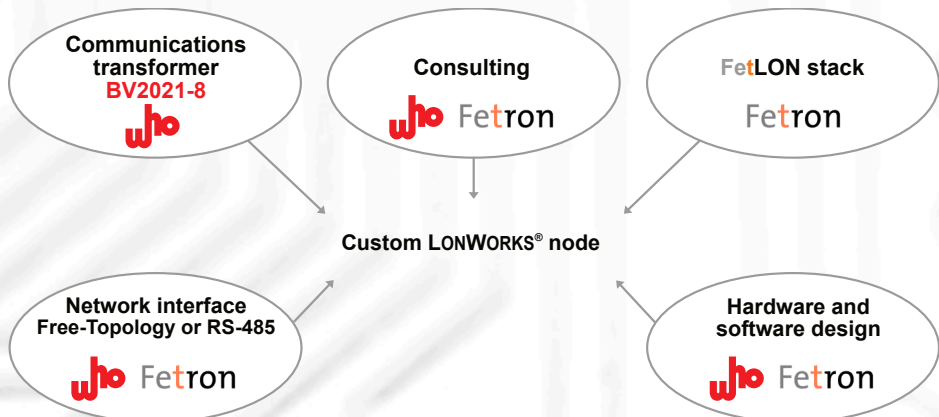 Communications
transformer
BV2021-8
who
Consulting
who Fetron
FetLON stack
Fetron
Custom LONWORKS® node
Network interface
Free-Topology or RS-485
who Fetron
Hardware and
software design
who Fetron